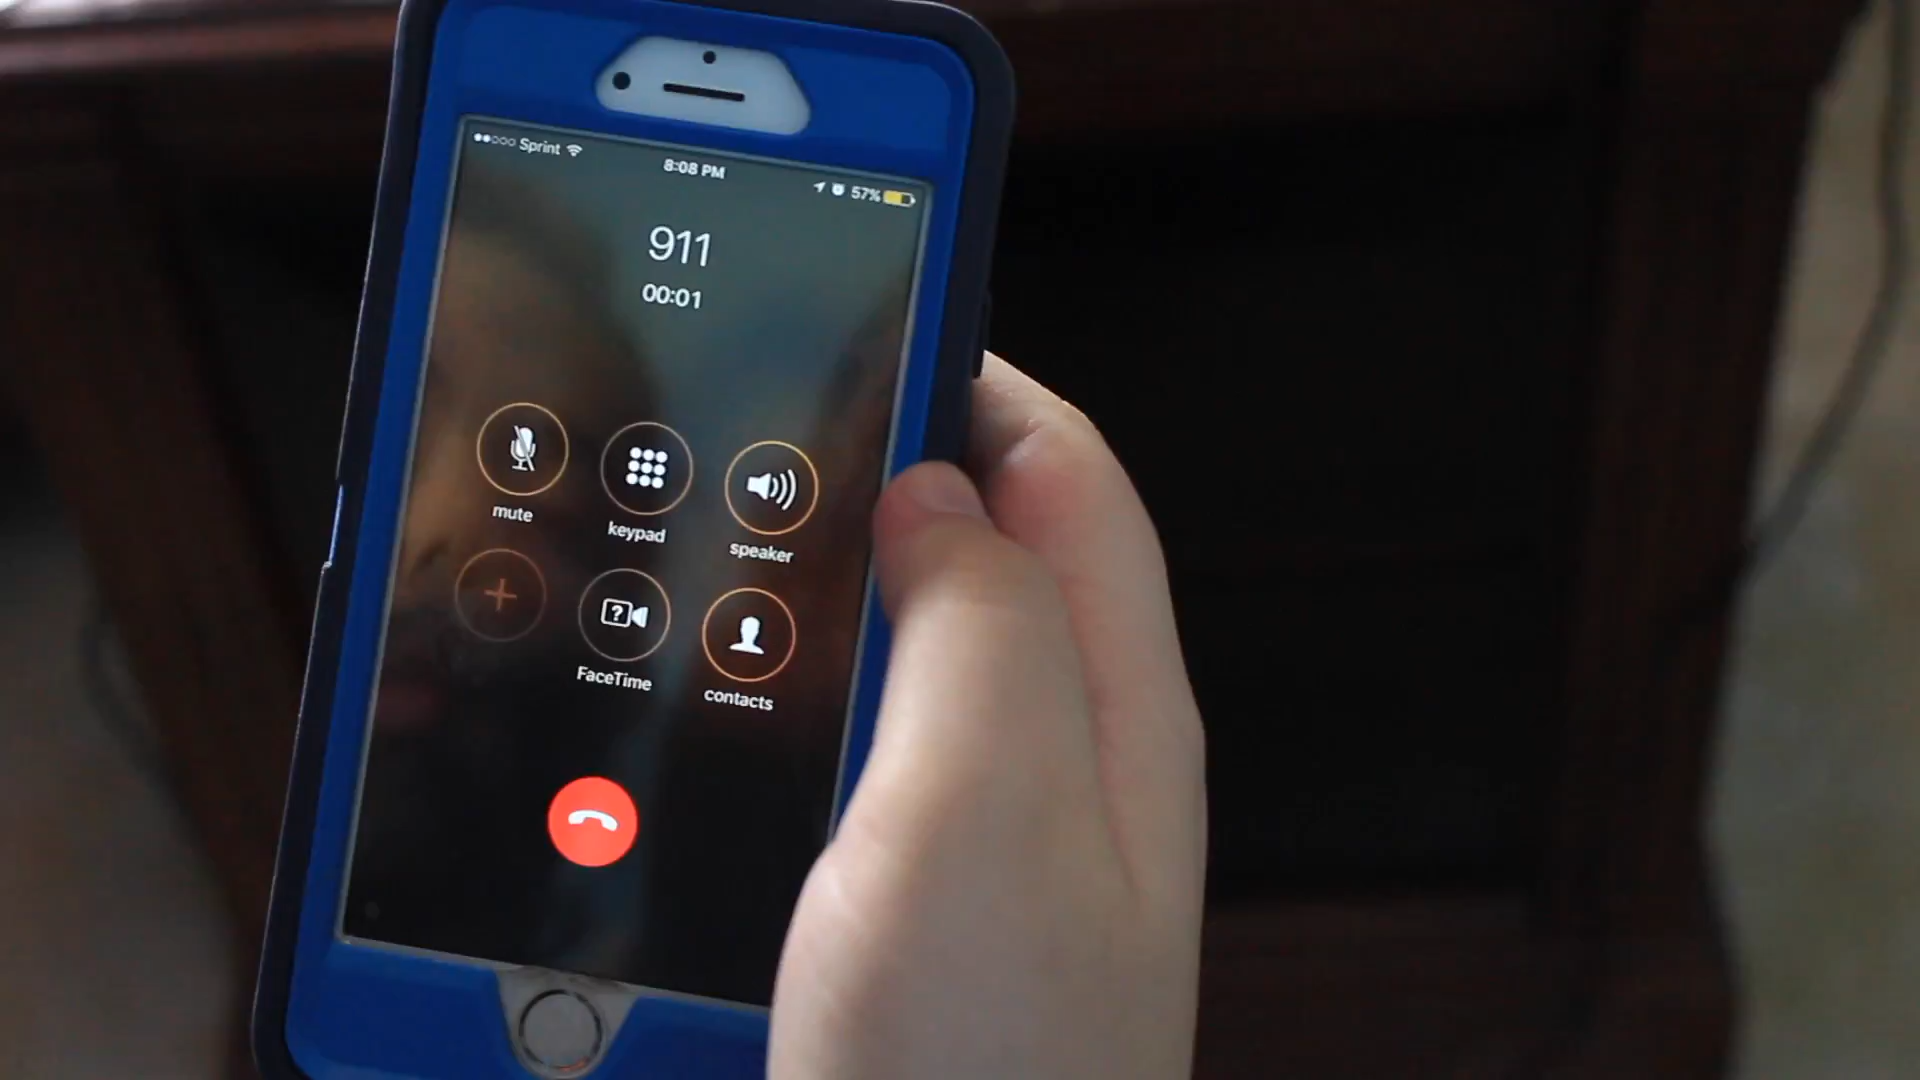 Sprint
8:08 PM
57%
911
00:01
mute
keypad
speaker
FaceTime
contacts